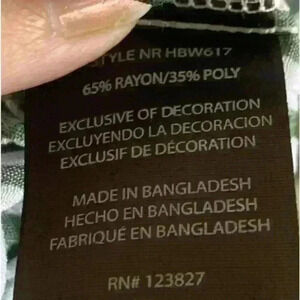 STYLE NR HBW617
65% RAYON/35% POLY
EXCLUSIVE OF DECORATION
EXCLUYENDO LA DECORACION
EXCLUSIF DE DÉCORATION
MADE IN BANGLADESH
HECHO EN BANGLADESH
FABRIQUÉ EN BANGLADESH
RN# 123827